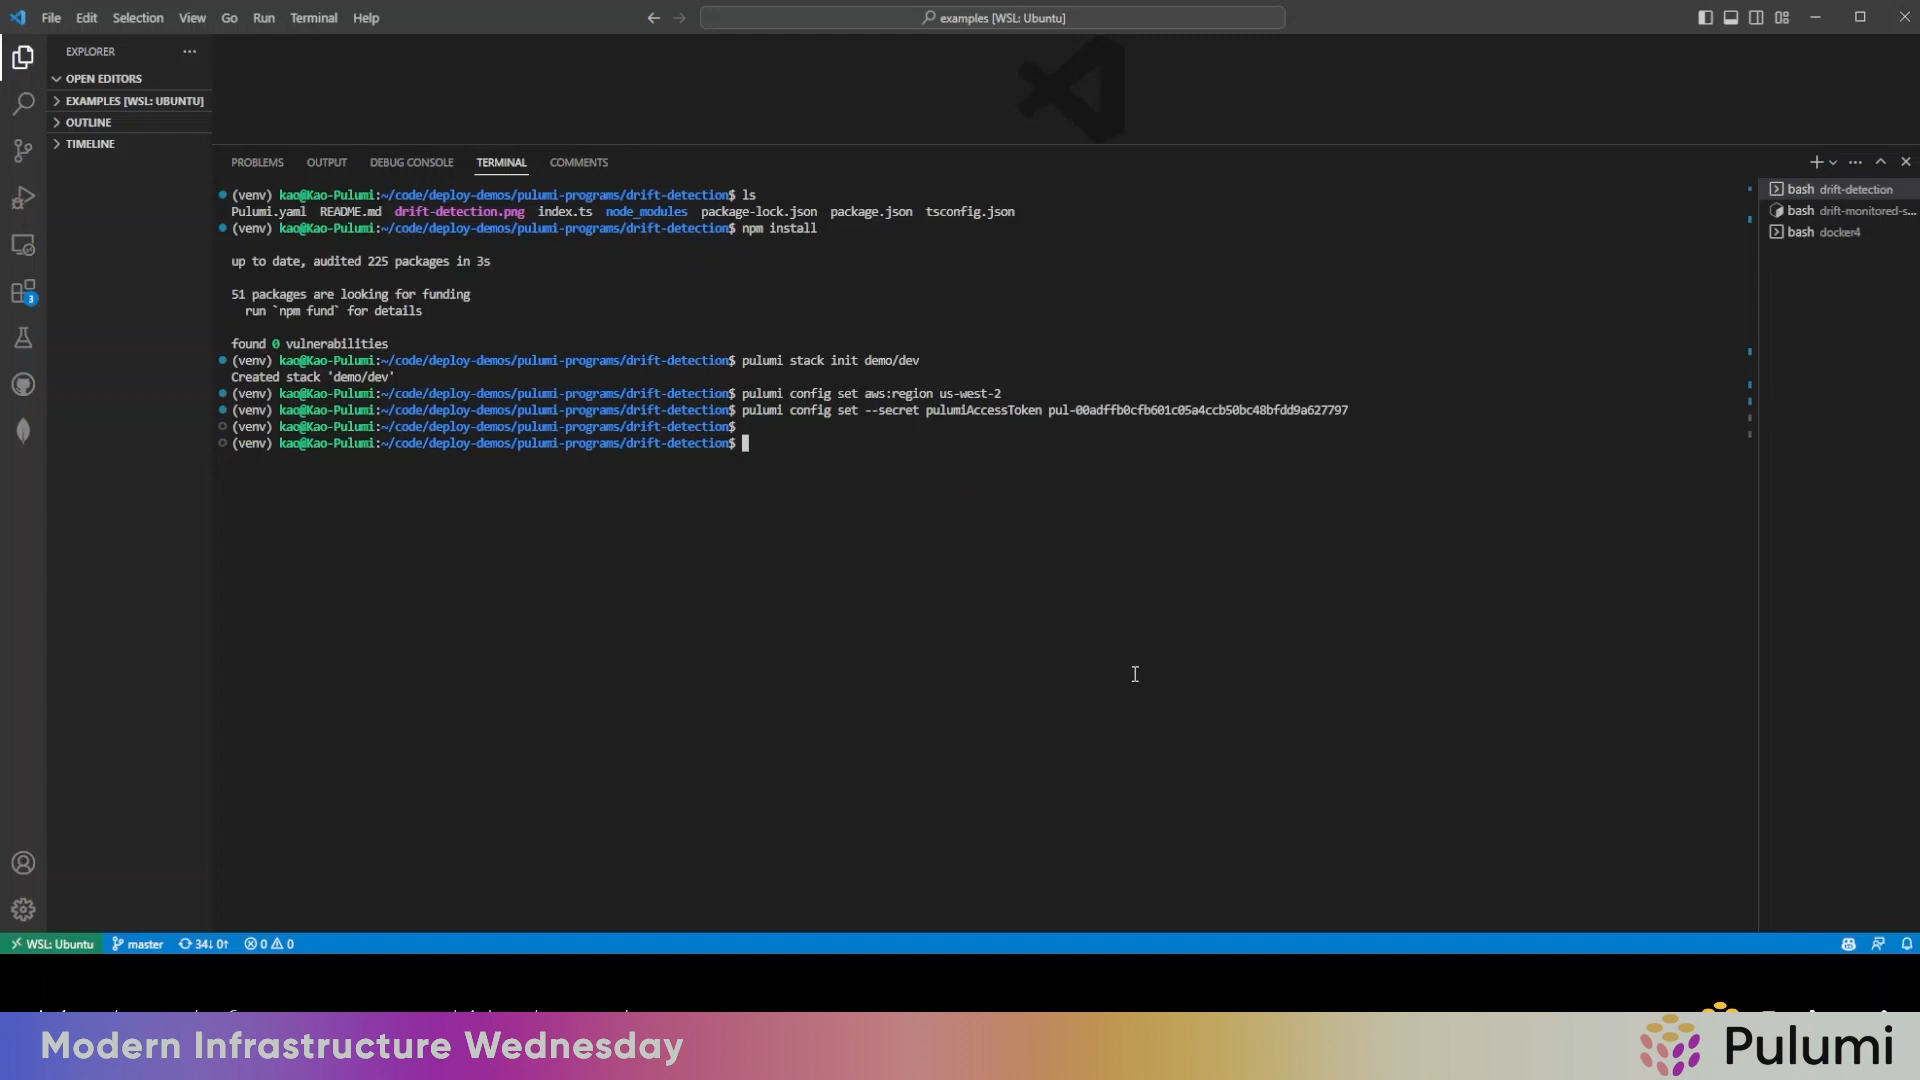 File Edit Selection View Go Run Terminal Help
examples [WSL: Ubuntu]
EXPLORER
OPEN EDITORS
EXAMPLES [WSL: UBUNTU]
OUTLINE
TIMELINE
3
PROBLEMS OUTPUT DEBUG CONSOLE TERMINAL COMMENTS
(venv) kao@Kao-Pulumi:~/code/deploy-demos/pulumi-programs/drift-detection$ ls
Pulumi.yaml README.md drift-detection.png index.ts node_modules package-lock.json package.json tsconfig.json
(venv) kao@Kao-Pulumi:~/code/deploy-demos/pulumi-programs/drift-detection$ npm install
up to date, audited 225 packages in 3s
51 packages are looking for funding
run `npm fund` for details
found 0 vulnerabilities
(venv) kao@Kao-Pulumi:~/code/deploy-demos/pulumi-programs/drift-detection$ pulumi stack init demo/dev
Created stack 'demo/dev'
(venv) kao@Kao-Pulumi:~/code/deploy-demos/pulumi-programs/drift-detection$ pulumi config set aws:region us-west-2
(venv) kao@Kao-Pulumi:~/code/deploy-demos/pulumi-programs/drift-detection$ pulumi config set --secret pulumiAccessToken pul-00adffb0cfb601c05a4ccb50bc48bfdd9a627797
(venv) kao@Kao-Pulumi:~/code/deploy-demos/pulumi-programs/drift-detection$
(venv) kao@Kao-Pulumi:~/code/deploy-demos/pulumi-programs/drift-detection$
bash drift-detection
bash drift-monitored-s...
bash docker4
WSL: Ubuntu master 34↓ 0↑ 0 0
Modern Infrastructure Wednesday
Pulumi